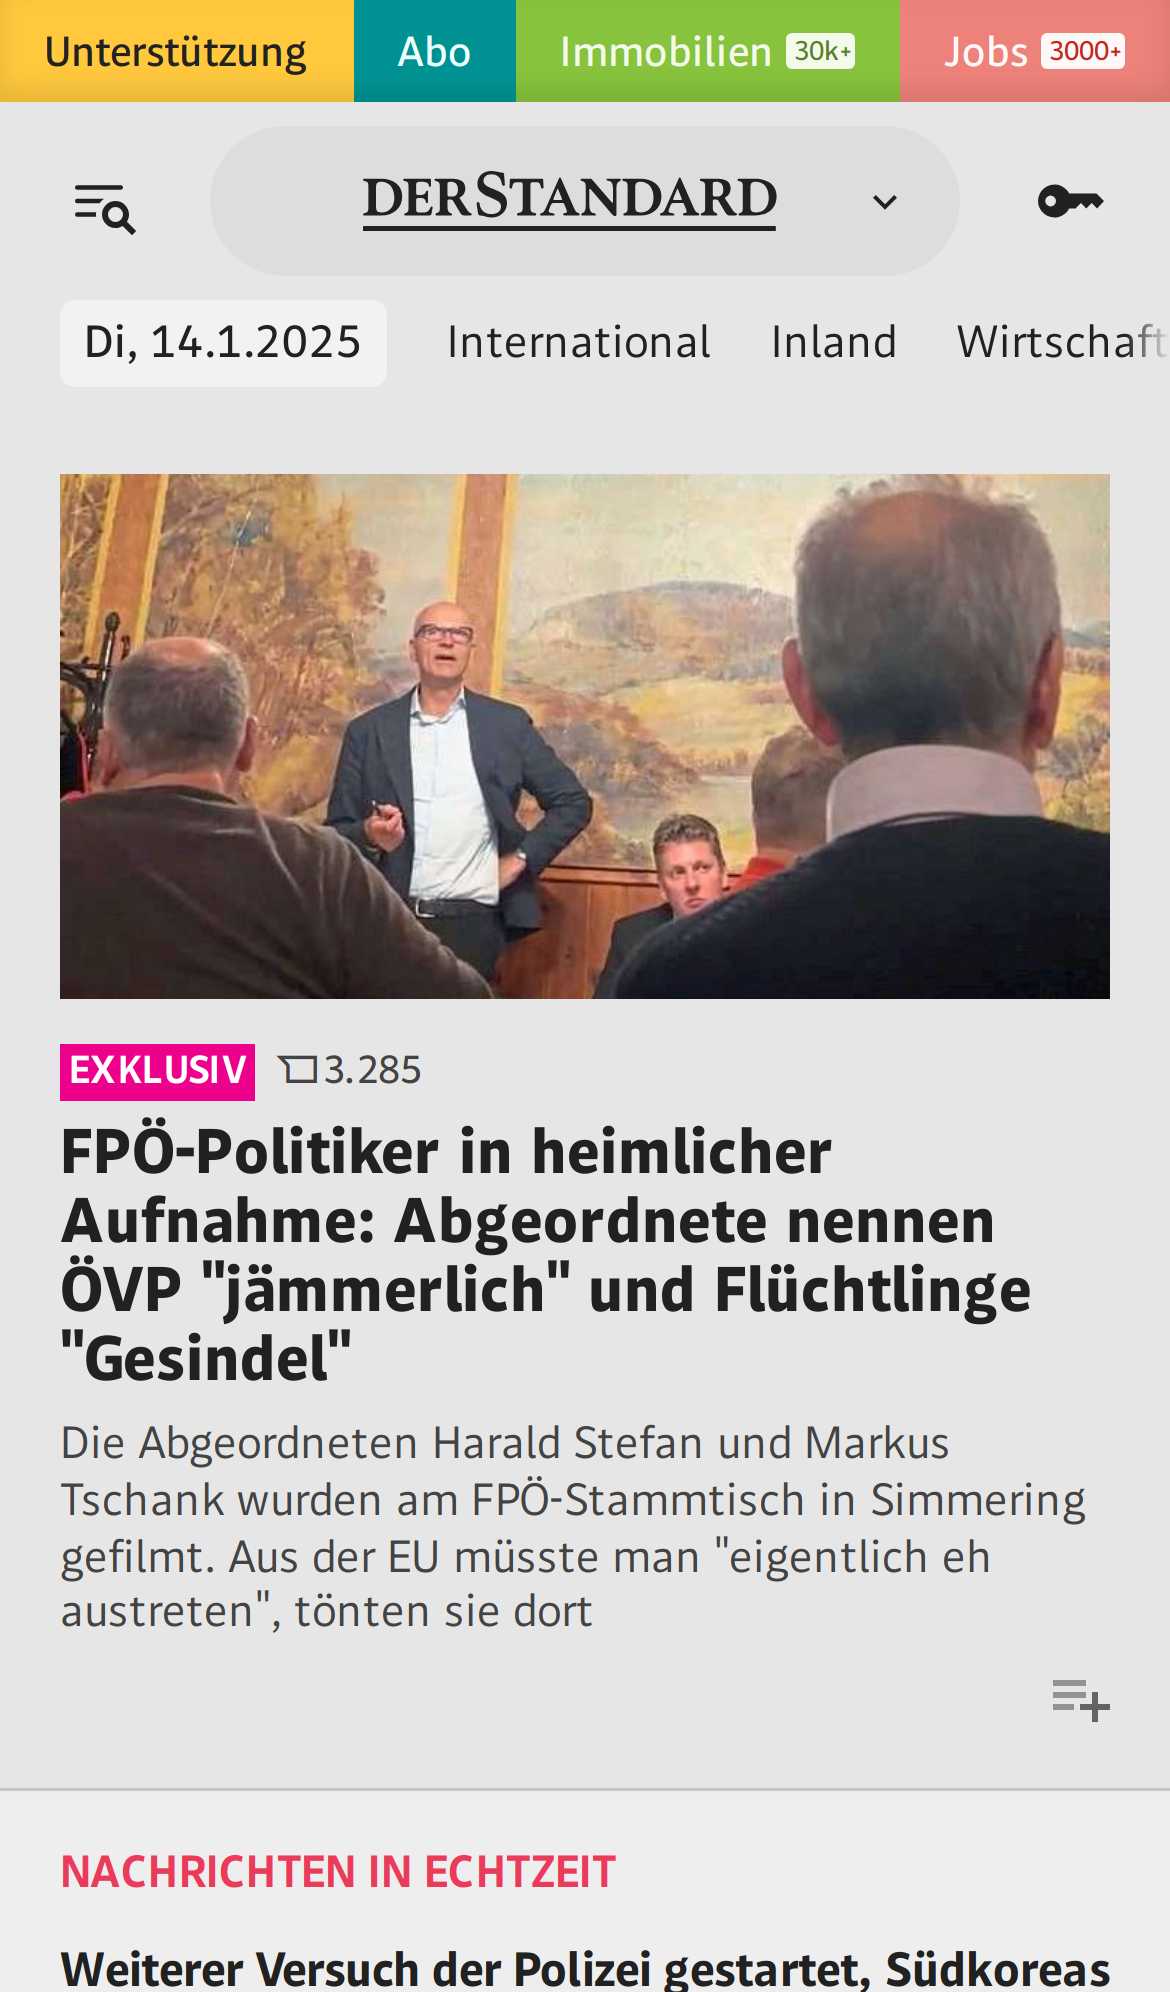 Unterstützung Abo Immobilien 30k+ Jobs 3000+
DERSTANDARD
Di, 14.1.2025 International Inland Wirtschaft
EXKLUSIV 3.285
FPÖ-Politiker in heimlicher
Aufnahme: Abgeordnete nennen
ÖVP "jämmerlich" und Flüchtlinge
"Gesindel"
Die Abgeordneten Harald Stefan und Markus
Tschank wurden am FPÖ-Stammtisch in Simmering
gefilmt. Aus der EU müsste man "eigentlich eh
austreten", tönten sie dort
NACHRICHTEN IN ECHTZEIT
Weiterer Versuch der Polizei gestartet, Südkoreas